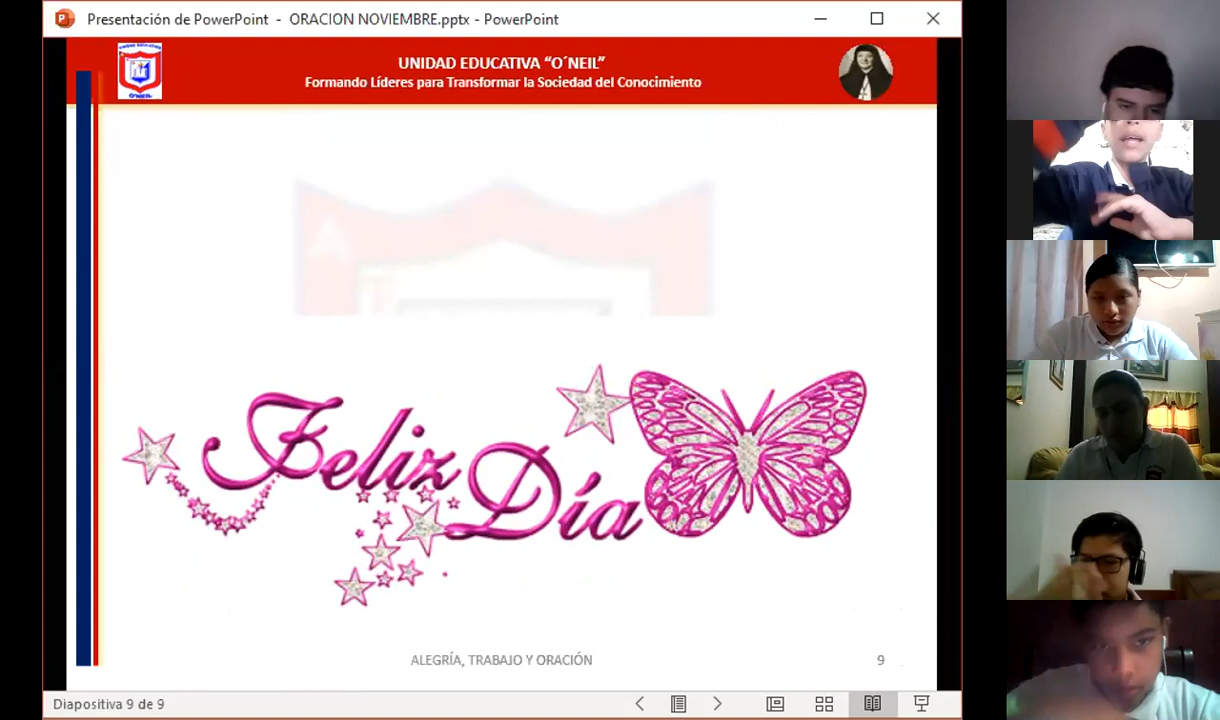 Presentación de PowerPoint - ORACION NOVIEMBRE.pptx - PowerPoint
UNIDAD EDUCATIVA “O´NEIL”
Formando Líderes para Transformar la Sociedad del Conocimiento
O'NEIL
Feliz Día
ALEGRÍA, TRABAJO Y ORACIÓN
9
Diapositiva 9 de 9